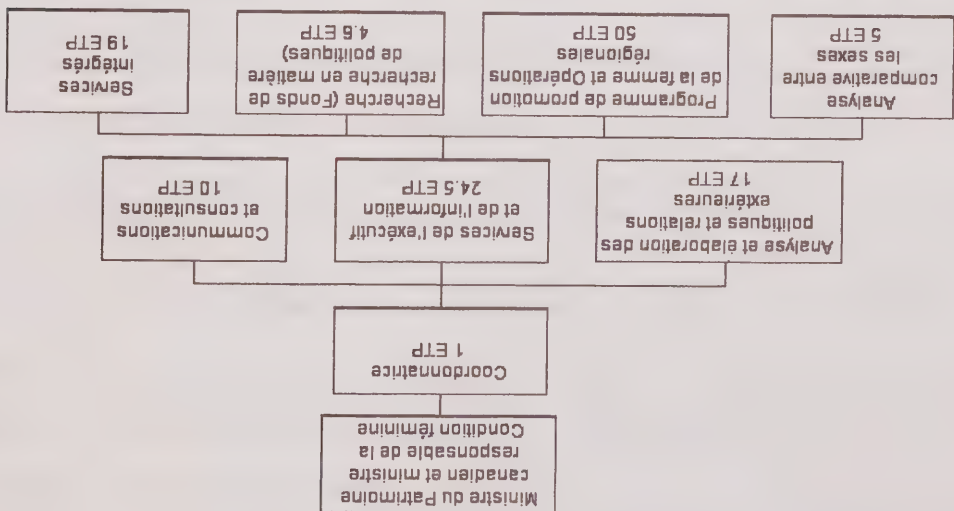 Ministre du Patrimoine
canadien et ministre
responsable de la
Condition féminine
Coordonnatrice
1 ETP
Analyse et élaboration des
politiques et relations
extérieures
17 ETP
Services de l'exécutif
et de l'information
24.5 ETP
Communications
et consultations
10 ETP
Analyse
comparative entre
les sexes
5 ETP
Programme de promotion
de la femme et Opérations
régionales
50 ETP
Recherche (Fonds de
recherche en matière
de politiques)
4.6 ETP
Services
intégrés
19 ETP